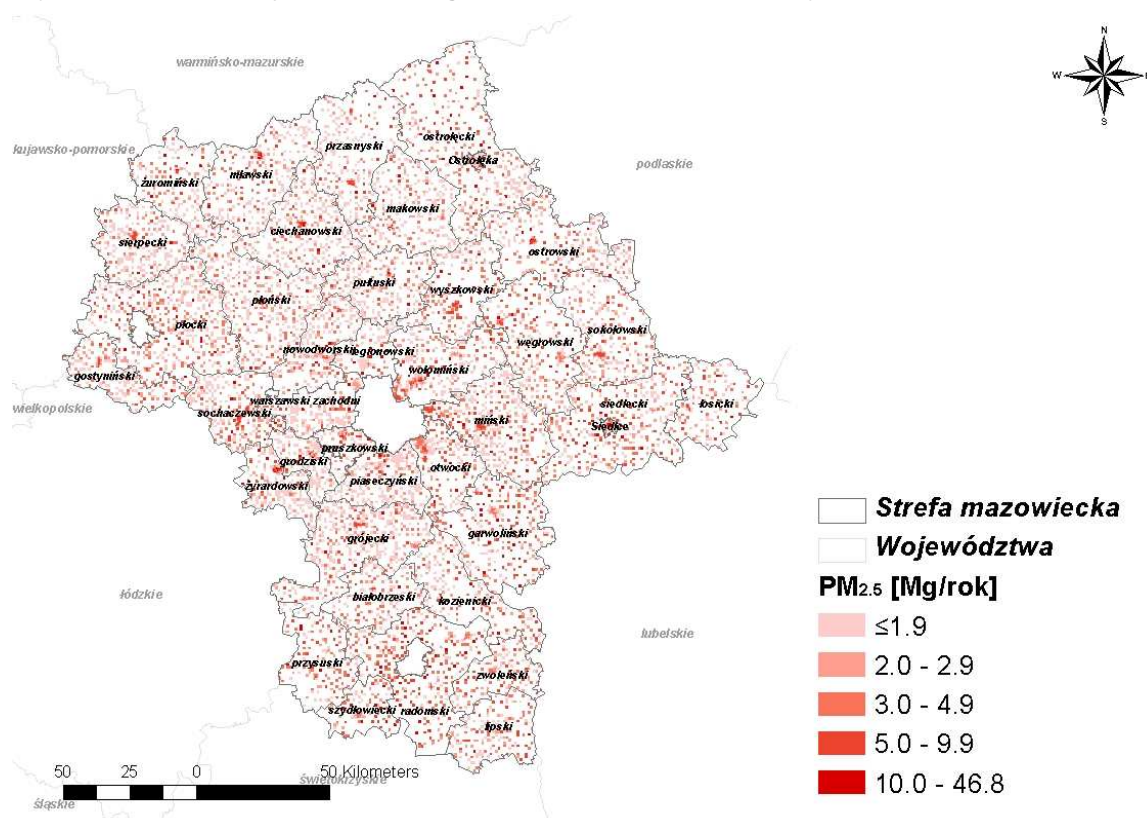 N
W
S
warmińsko-mazurskie
kujawsko-pomorskie
podlaskie
ostrołęcki
przasnyski
Ostrołęka
mławski
żuromiński
makowski
ciechanowski
sierpecki
ostrowski
pułtuski
wyszkowski
płoński
płocki
sokołowski
węgrowski
nowodworski
legionowski
wołomiński
gostyniński
wielkopolskie
warszawski zachodni
sochaczewski
siedlecki
łosicki
miński
Siedlce
pruszkowski
grodziski
otwocki
żyrardowski
piaseczyński
garwoliński
grójecki
łódzkie
białobrzeski
kozienicki
lubelskie
przysuski
zwoleński
szydłowiecki
radomski
lipski
50 25 0 50 Kilometers
świętokrzyskie
śląskie
Strefa mazowiecka
Województwa
PM2.5 [Mg/rok]
≤1.9
2.0 - 2.9
3.0 - 4.9
5.0 - 9.9
10.0 - 46.8